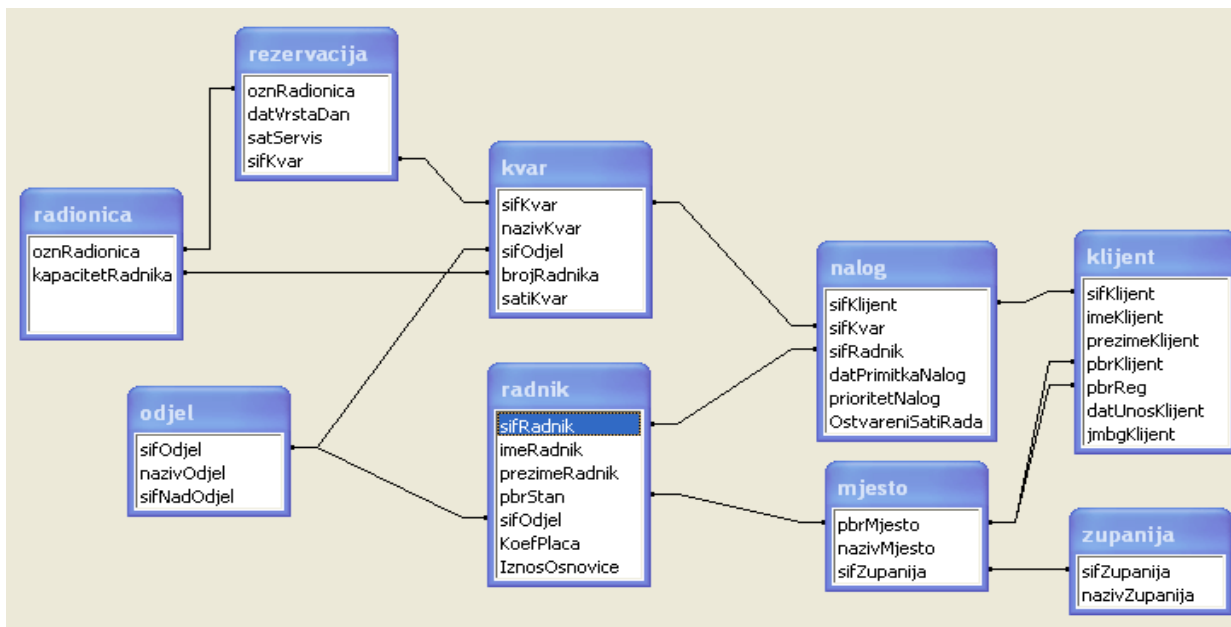 rezervacija
oznRadionica
datVrstaDan
satServis
sifKvar
radionica
oznRadionica
kapacitetRadnika
kvar
sifKvar
nazivKvar
sifOdjel
brojRadnika
satiKvar
nalog
sifKlijent
sifKvar
sifRadnik
datPrimitkaNalog
prioritetNalog
OstvareniSatiRada
klijent
sifKlijent
imeKlijent
prezimeKlijent
pbrKlijent
pbrReg
datUnosKlijent
jmbgKlijent
odjel
sifOdjel
nazivOdjel
sifNadOdjel
radnik
sifRadnik
imeRadnik
prezimeRadnik
pbrStan
sifOdjel
KoefPlaca
IznosOsnovice
mjesto
pbrMjesto
nazivMjesto
sifZupanija
zupanija
sifZupanija
nazivZupanija